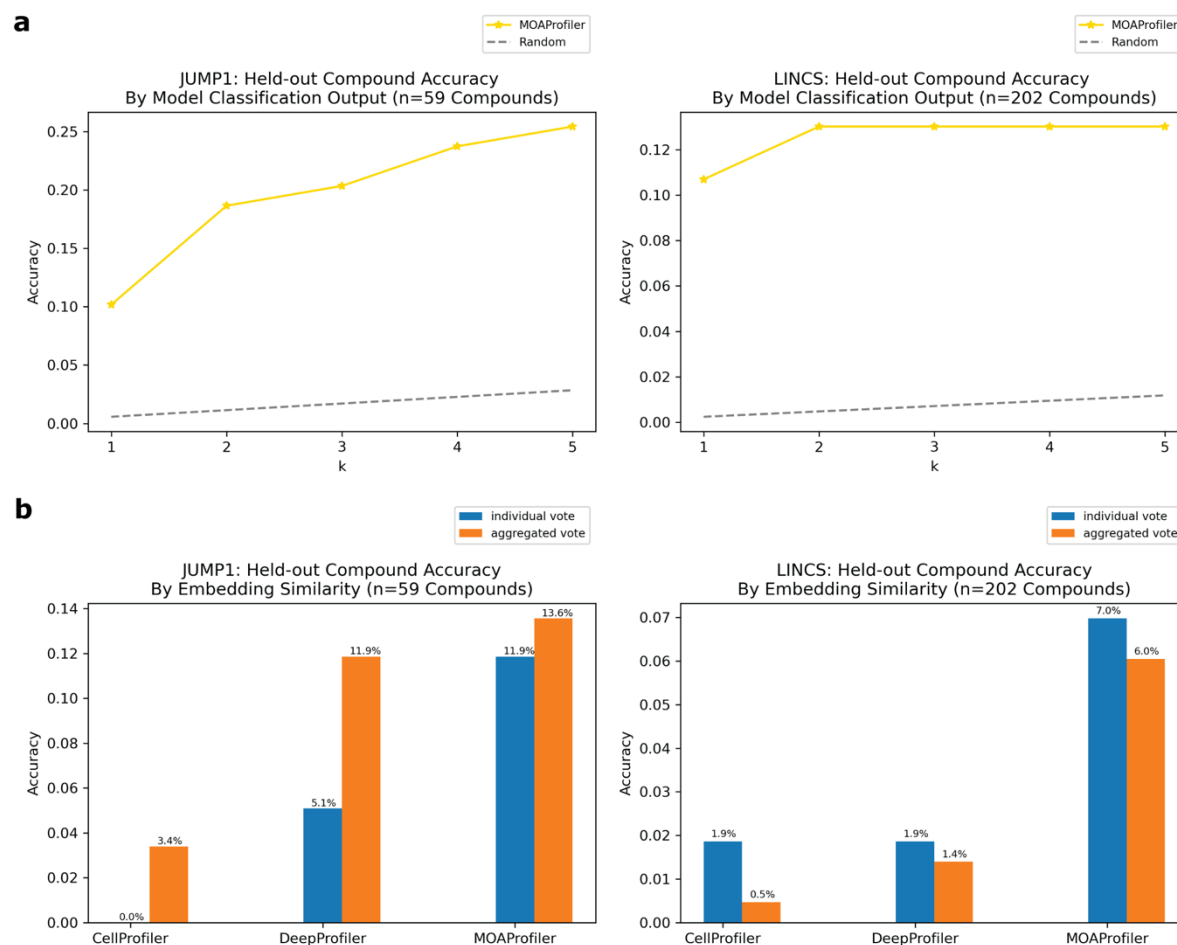 a
MOAProfiler
Random
JUMP1: Held-out Compound Accuracy
By Model Classification Output (n=59 Compounds)
0.25
0.20
0.15
0.10
0.05
0.00
Accuracy
1 2 3 4 5
k
MOAProfiler
Random
LINCS: Held-out Compound Accuracy
By Model Classification Output (n=202 Compounds)
0.12
0.10
0.08
0.06
0.04
0.02
0.00
Accuracy
1 2 3 4 5
k
b
individual vote
aggregated vote
JUMP1: Held-out Compound Accuracy
By Embedding Similarity (n=59 Compounds)
0.14
0.12
0.10
0.08
0.06
0.04
0.02
0.00
Accuracy
0.0%
3.4%
5.1%
11.9%
11.9%
13.6%
CellProfiler DeepProfiler MOAProfiler
individual vote
aggregated vote
LINCS: Held-out Compound Accuracy
By Embedding Similarity (n=202 Compounds)
0.07
0.06
0.05
0.04
0.03
0.02
0.01
0.00
Accuracy
1.9%
0.5%
1.9%
1.4%
7.0%
6.0%
CellProfiler DeepProfiler MOAProfiler